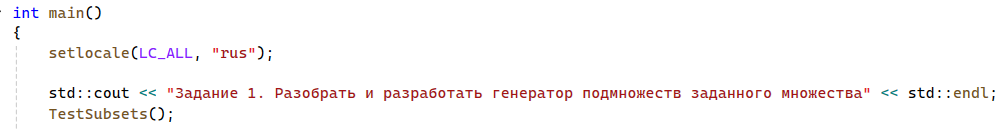 int main()
{
setlocale(LC_ALL, "rus");
std::cout << "Задание 1. Разобрать и разработать генератор подмножеств заданного множества" << std::endl;
TestSubsets();